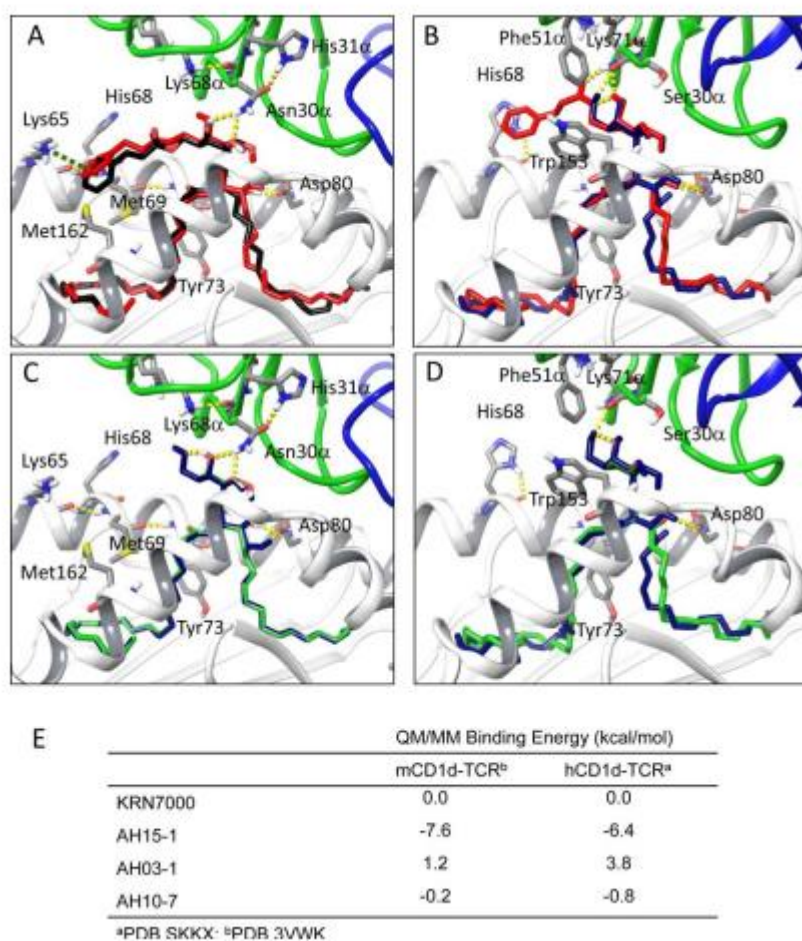 A
His31α
Lys68α
His68
Asn30α
Lys65
Asp80
Met69
Met162
Tyr73
B
Phe51α
Lys71α
His68
Ser30α
Trp153
Asp80
Tyr73
C
His31α
Lys68α
His68
Asn30α
Lys65
Asp80
Met69
Met162
Tyr73
D
Phe51α
Lys71α
His68
Ser30α
Trp153
Asp80
Tyr73
E
QM/MM Binding Energy (kcal/mol)
mCD1d-TCRᵇ hCD1d-TCRᵃ
KRN7000 0.0 0.0
AH15-1 -7.6 -6.4
AH03-1 1.2 3.8
AH10-7 -0.2 -0.8
ᵃPDB 5KKX; ᵇPDB 3VWK